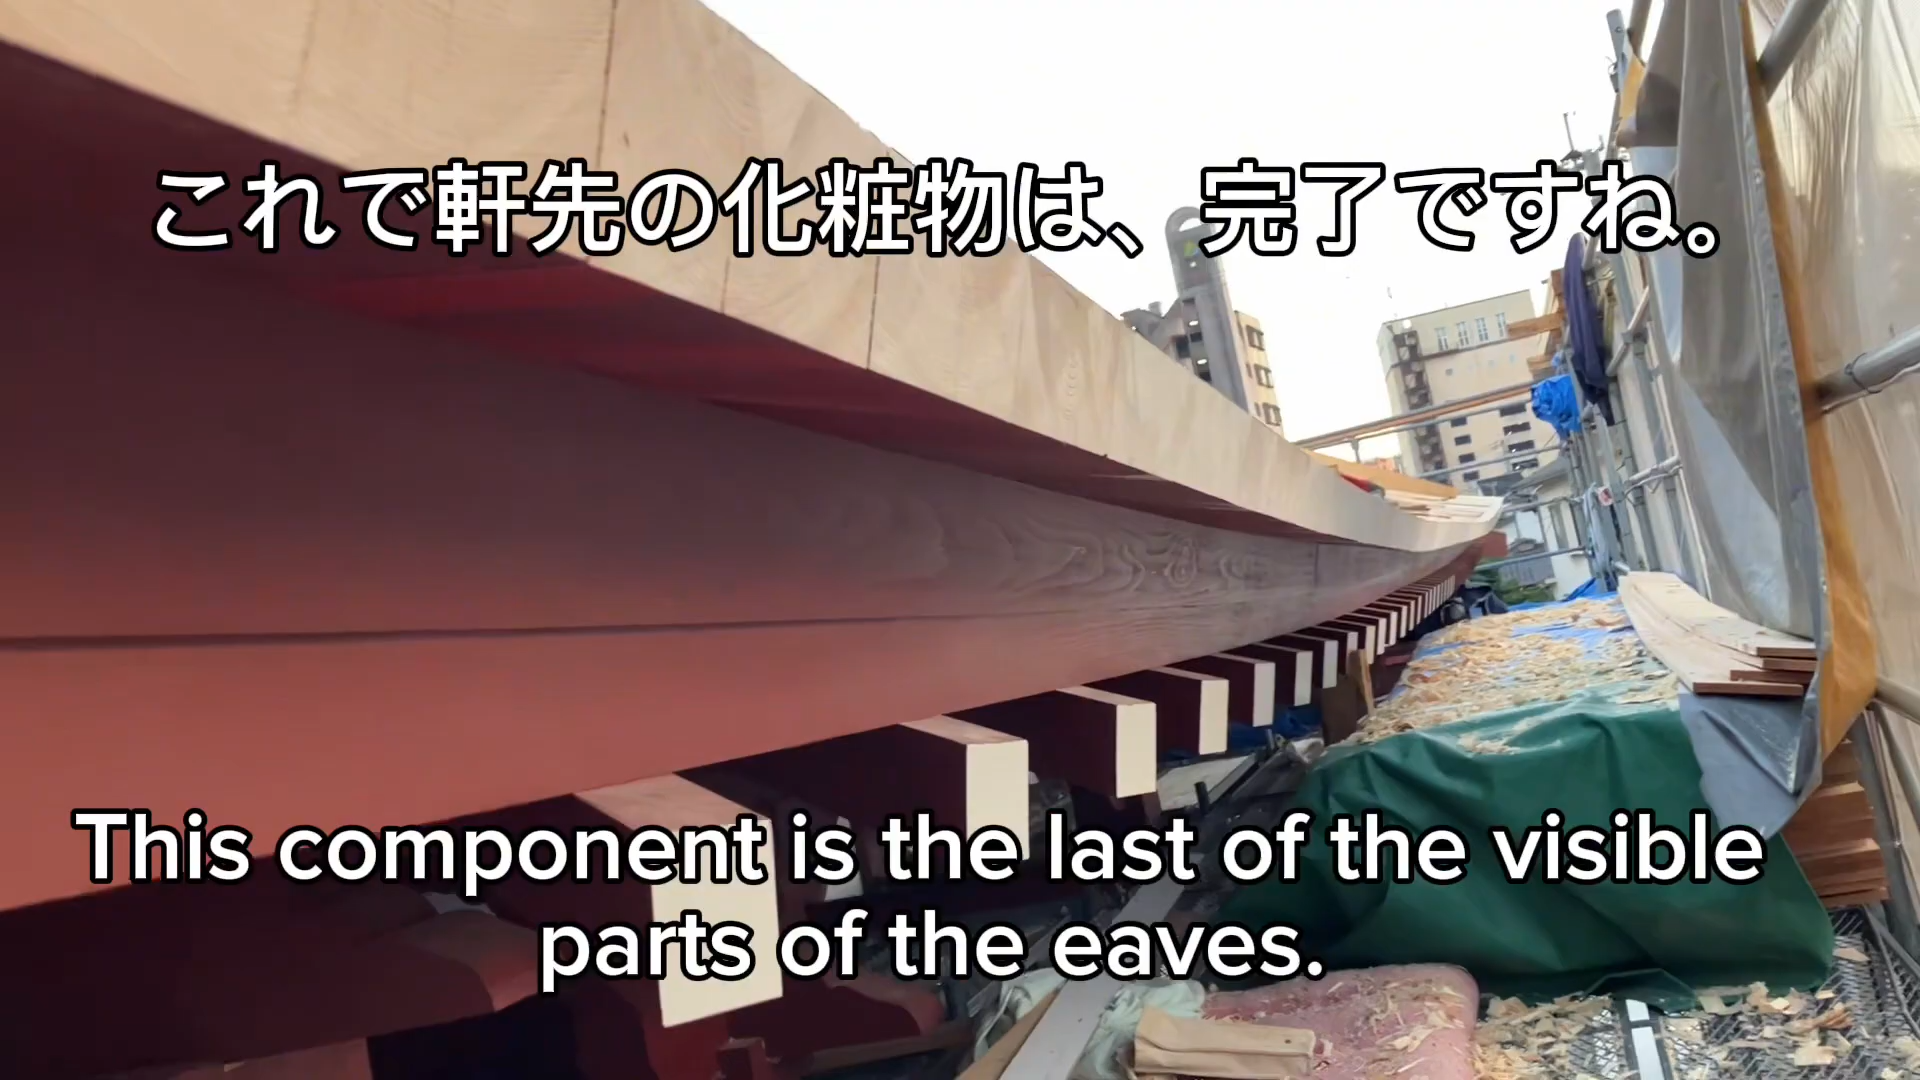 これで軒先の化粧物は、完了ですね。
This component is the last of the visible
parts of the eaves.